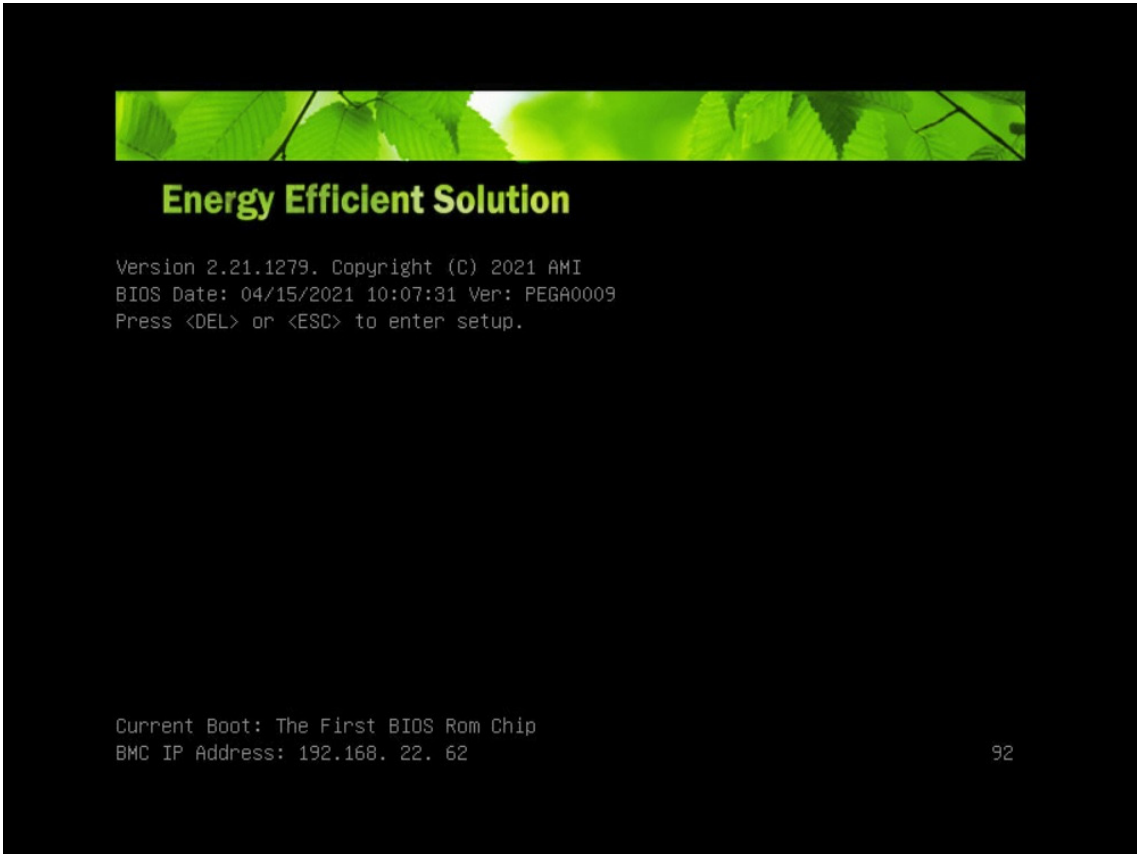 Energy Efficient Solution
Version 2.21.1279. Copyright (C) 2021 AMI
BIOS Date: 04/15/2021 10:07:31 Ver: PEGA0009
Press <DEL> or <ESC> to enter setup.
Current Boot: The First BIOS Rom Chip
BMC IP Address: 192.168. 22. 62
92